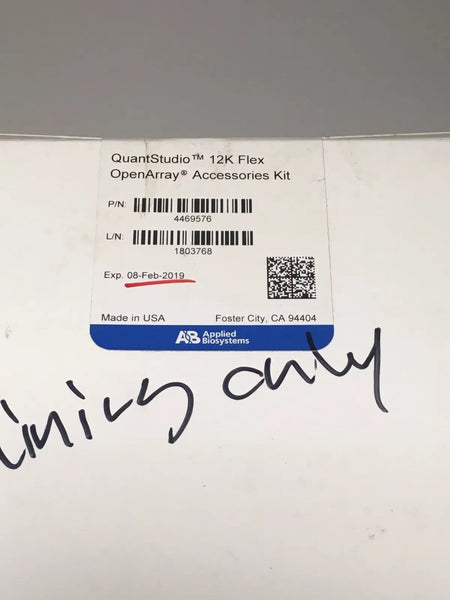 QuantStudio™ 12K Flex
OpenArray® Accessories Kit
P/N:
4469576
L/N:
1803768
Exp. 08-Feb-2019
Made in USA Foster City, CA 94404
AB Applied
Biosystems
only